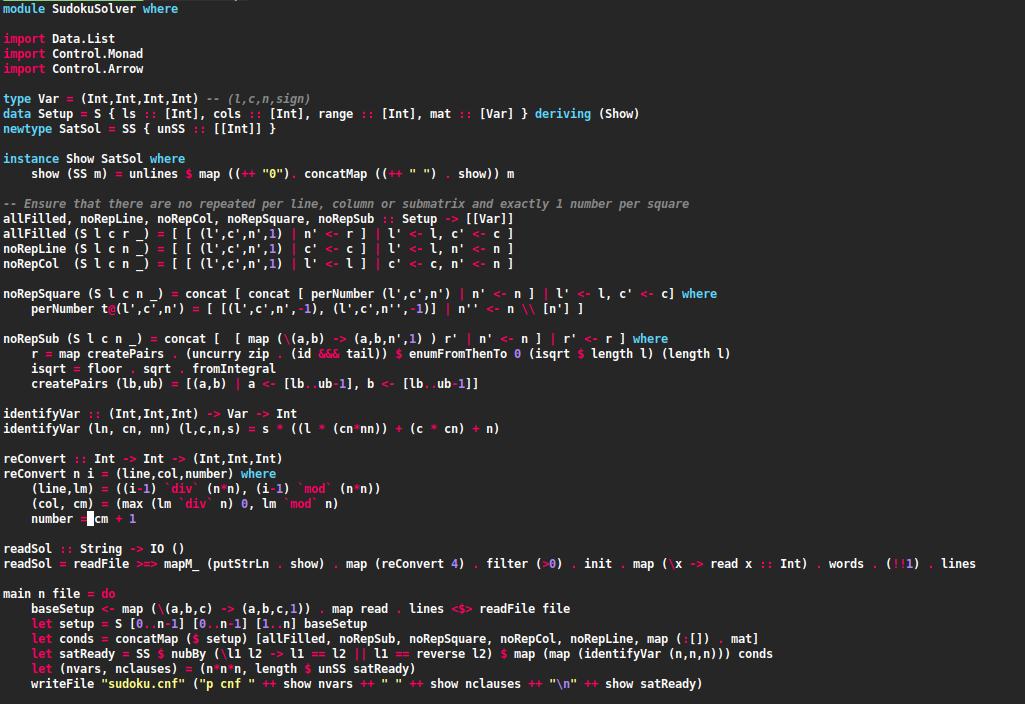 module SudokuSolver where

import Data.List
import Control.Monad
import Control.Arrow

type Var = (Int,Int,Int,Int) -- (l,c,n,sign)
data Setup = S { ls :: [Int], cols :: [Int], range :: [Int], mat :: [Var] } deriving (Show)
newtype SatSol = SS { unSS :: [[Int]] }

instance Show SatSol where
    show (SS m) = unlines $ map ((++ "0"). concatMap ((++ " ") . show)) m

-- Ensure that there are no repeated per line, column or submatrix and exactly 1 number per square
allFilled, noRepLine, noRepCol, noRepSquare, noRepSub :: Setup -> [[Var]]
allFilled (S l c r _) = [ [ (l',c',n',1) | n' <- r ] | l' <- l, c' <- c ]
noRepLine (S l c n _) = [ [ (l',c',n',1) | c' <- c ] | l' <- l, n' <- n ]
noRepCol  (S l c n _) = [ [ (l',c',n',1) | l' <- l ] | c' <- c, n' <- n ]

noRepSquare (S l c n _) = concat [ concat [ perNumber (l',c',n') | n' <- n ] | l' <- l, c' <- c] where
    perNumber t@(l',c',n') = [ [(l',c',n',-1), (l',c',n'',-1)] | n'' <- n \\ [n'] ]

noRepSub (S l c n _) = concat [  [ map (\(a,b) -> (a,b,n',1) ) r' | n' <- n ] | r' <- r ] where
    r = map createPairs . (uncurry zip . (id &&& tail)) $ enumFromThenTo 0 (isqrt $ length l) (length l)
    isqrt = floor . sqrt . fromIntegral
    createPairs (lb,ub) = [(a,b) | a <- [lb..ub-1], b <- [lb..ub-1]]

identifyVar :: (Int,Int,Int) -> Var -> Int
identifyVar (ln, cn, nn) (l,c,n,s) = s * ((l * (cn*nn)) + (c * cn) + n)

reConvert :: Int -> Int -> (Int,Int,Int)
reConvert n i = (line,col,number) where
    (line,lm) = ((i-1) `div` (n*n), (i-1) `mod` (n*n))
    (col, cm) = (max (lm `div` n) 0, lm `mod` n)
    number = cm + 1

readSol :: String -> IO ()
readSol = readFile >=> mapM_ (putStrLn . show) . map (reConvert 4) . filter (>0) . init . map (\x -> read x :: Int) . words . (!!1) . lines

main n file = do
    baseSetup <- map (\(a,b,c) -> (a,b,c,1)) . map read . lines <$> readFile file
    let setup = S [0..n-1] [0..n-1] [1..n] baseSetup
    let conds = concatMap ($ setup) [allFilled, noRepSub, noRepSquare, noRepCol, noRepLine, map (:[]) . mat]
    let satReady = SS $ nubBy (\l1 l2 -> l1 == l2 || l1 == reverse l2) $ map (map (identifyVar (n,n,n))) conds
    let (nvars, nclauses) = (n*n*n, length $ unSS satReady)
    writeFile "sudoku.cnf" ("p cnf " ++ show nvars ++ " " ++ show nclauses ++ "\n" ++ show satReady)